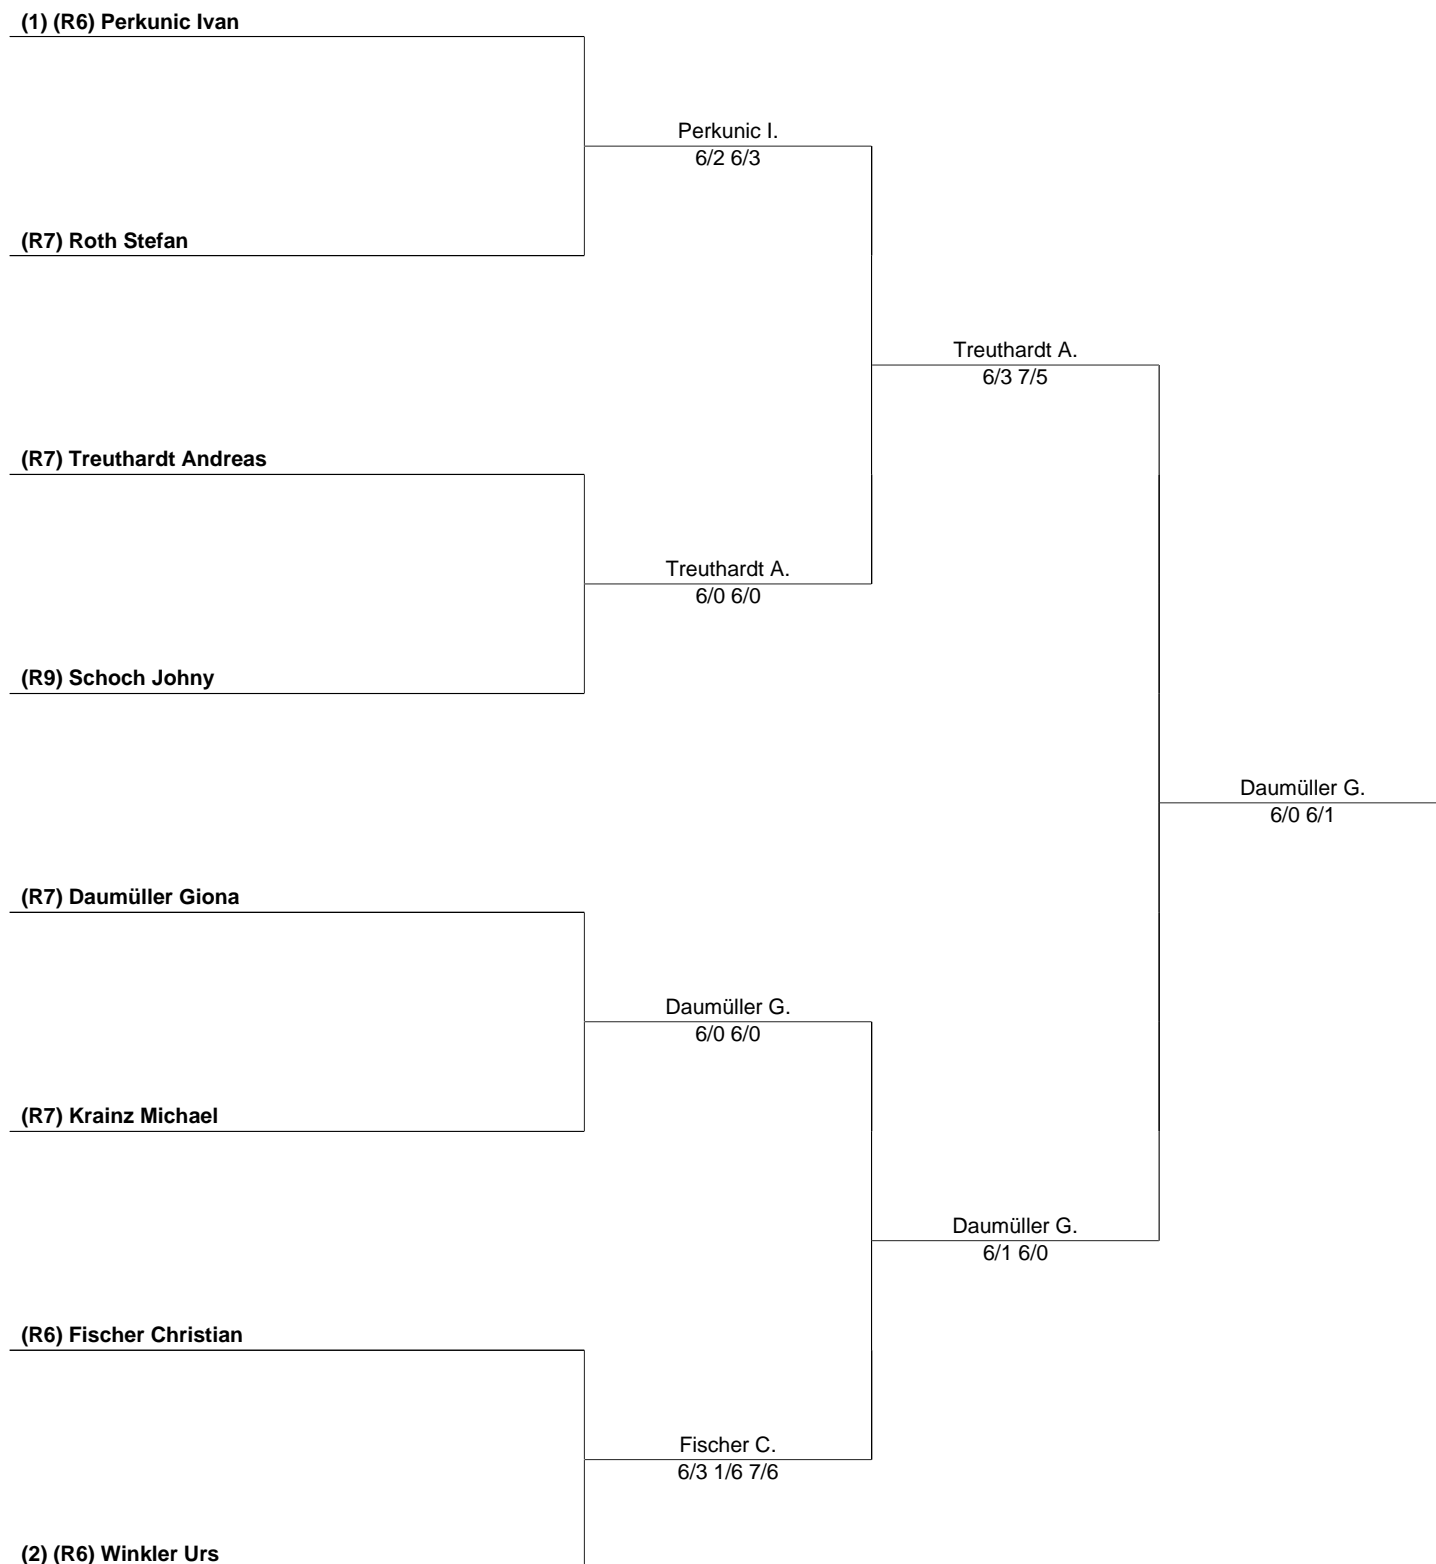 (1) (R6) Perkunic Ivan
Perkunic I.
6/2 6/3
(R7) Roth Stefan
Treuthardt A.
6/3 7/5
(R7) Treuthardt Andreas
Treuthardt A.
6/0 6/0
(R9) Schoch Johny
Daumüller G.
6/0 6/1
(R7) Daumüller Giona
Daumüller G.
6/0 6/0
(R7) Krainz Michael
Daumüller G.
6/1 6/0
(R6) Fischer Christian
Fischer C.
6/3 1/6 7/6
(2) (R6) Winkler Urs